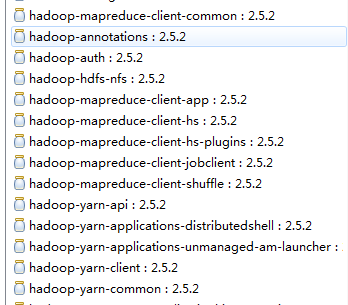 hadoop-mapreduce-client-common : 2.5.2
hadoop-annotations : 2.5.2
hadoop-auth : 2.5.2
hadoop-hdfs-nfs : 2.5.2
hadoop-mapreduce-client-app : 2.5.2
hadoop-mapreduce-client-hs : 2.5.2
hadoop-mapreduce-client-hs-plugins : 2.5.2
hadoop-mapreduce-client-jobclient : 2.5.2
hadoop-mapreduce-client-shuffle : 2.5.2
hadoop-yarn-api : 2.5.2
hadoop-yarn-applications-distributedshell : 2.5.2
hadoop-yarn-applications-unmanaged-am-launcher :
hadoop-yarn-client : 2.5.2
hadoop-yarn-common : 2.5.2